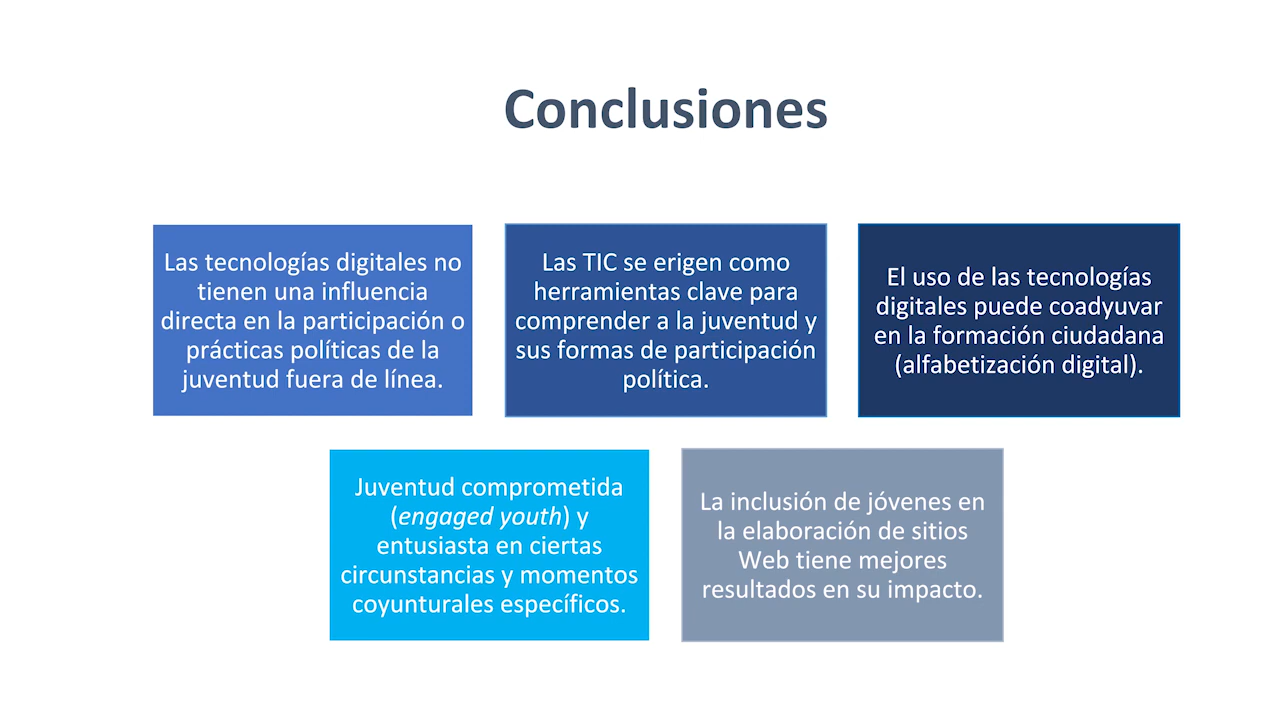 Conclusiones
Las tecnologías digitales no
tienen una influencia
directa en la participación o
prácticas políticas de la
juventud fuera de línea.
Las TIC se erigen como
herramientas clave para
comprender a la juventud y
sus formas de participación
política.
El uso de las tecnologías
digitales puede coadyuvar
en la formación ciudadana
(alfabetización digital).
Juventud comprometida
(engaged youth) y
entusiasta en ciertas
circunstancias y momentos
coyunturales específicos.
La inclusión de jóvenes en
la elaboración de sitios
Web tiene mejores
resultados en su impacto.